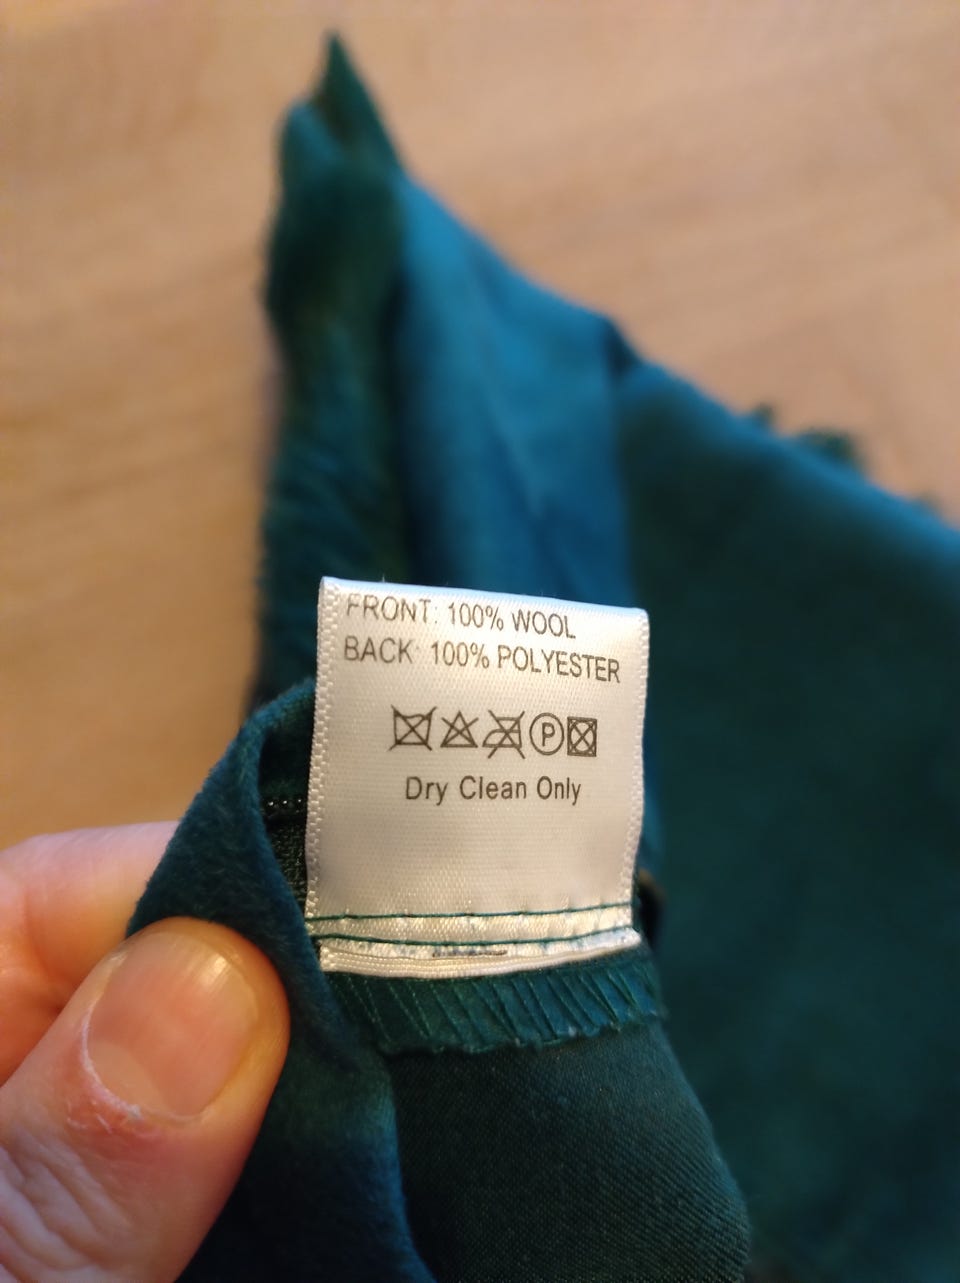 FRONT: 100% WOOL
BACK: 100% POLYESTER
P
Dry Clean Only